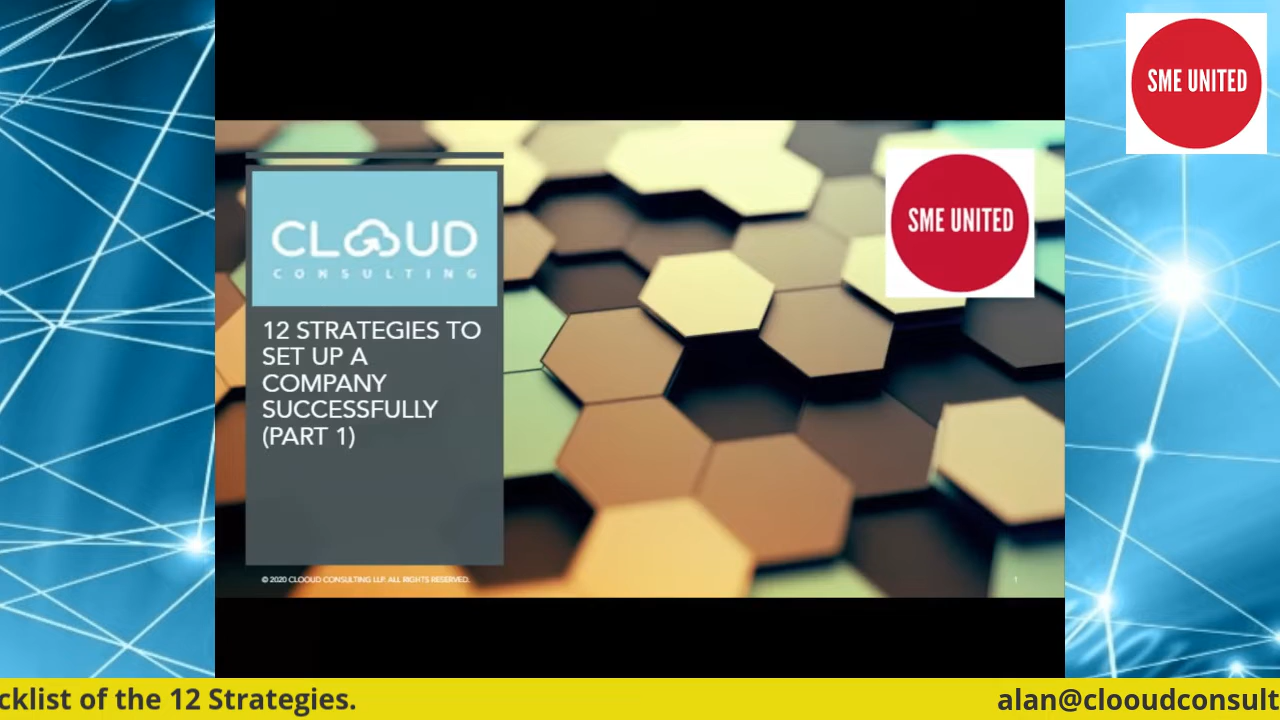 SME UNITED
CLOUD
CONSULTING
SME UNITED
12 STRATEGIES TO
SET UP A
COMPANY
SUCCESSFULLY
(PART 1)
© 2020 CLOOUD CONSULTING LLP. ALL RIGHTS RESERVED.
1
cklist of the 12 Strategies.
alan@clooudconsult